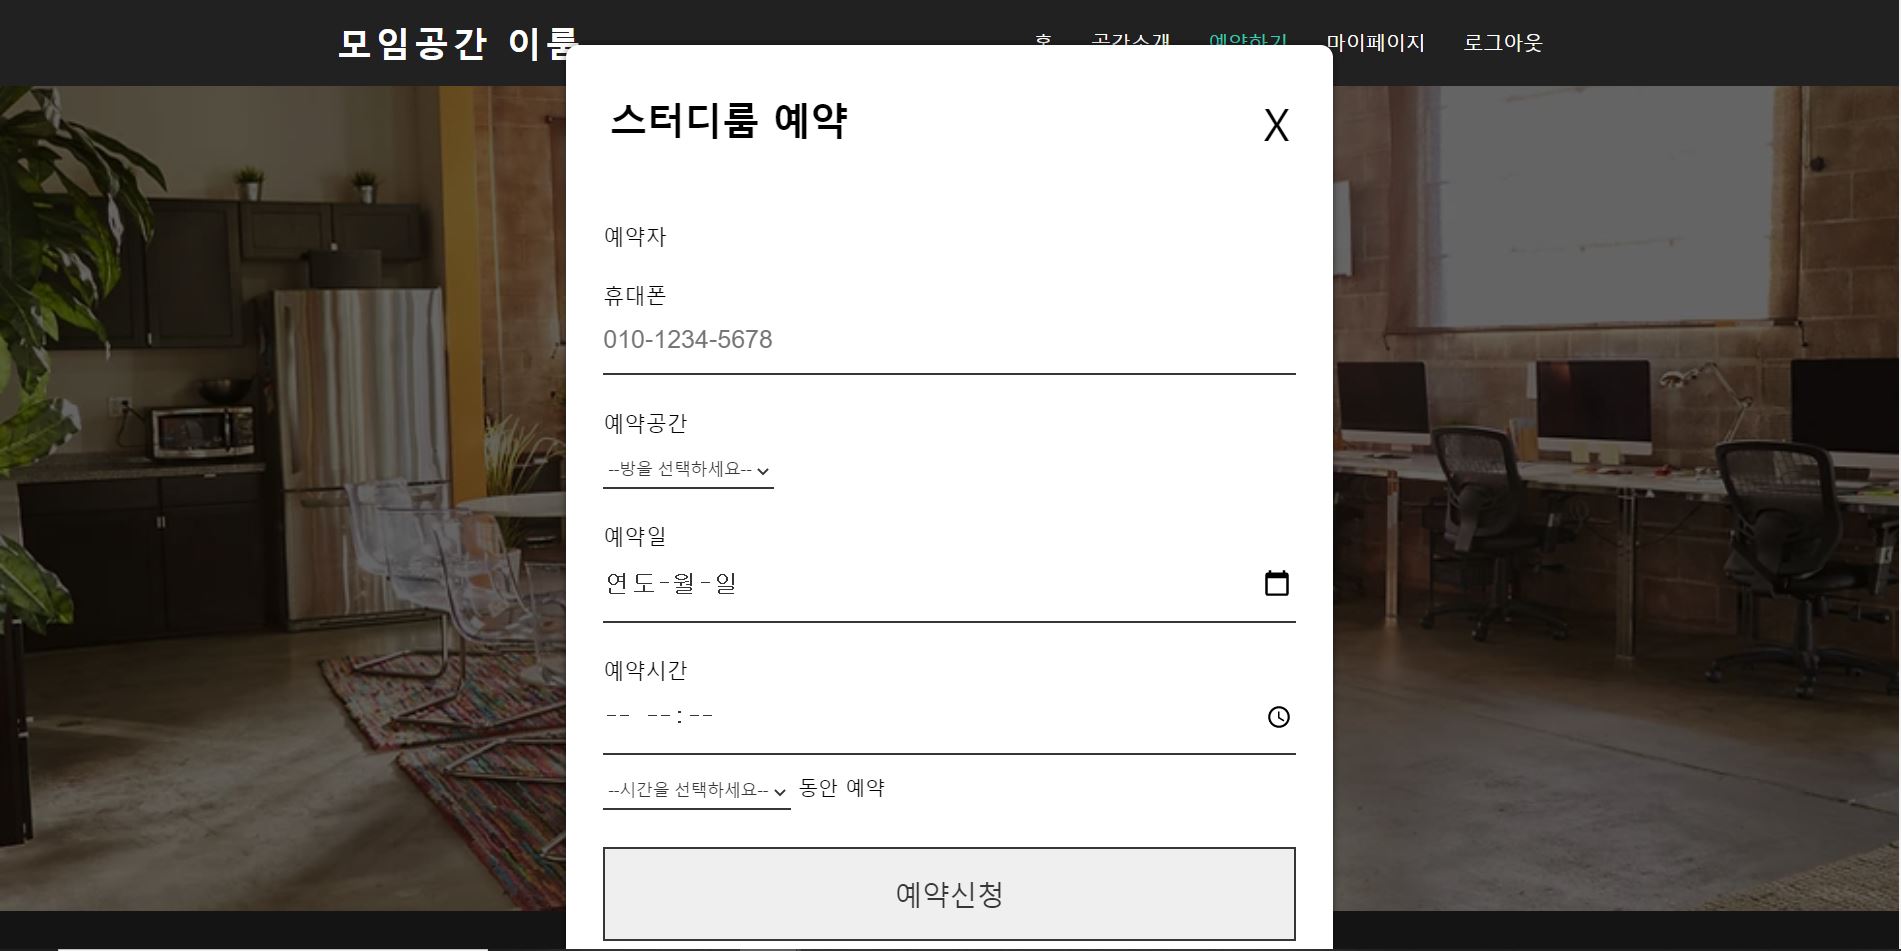 모임공간 이룸
홈 공간소개 예약하기 마이페이지 로그아웃
스터디룸 예약 X
예약자
휴대폰
010-1234-5678
예약공간
--방을 선택하세요--
예약일
연도-월-일
예약시간
-- --:--
--시간을 선택하세요-- 동안 예약
예약신청